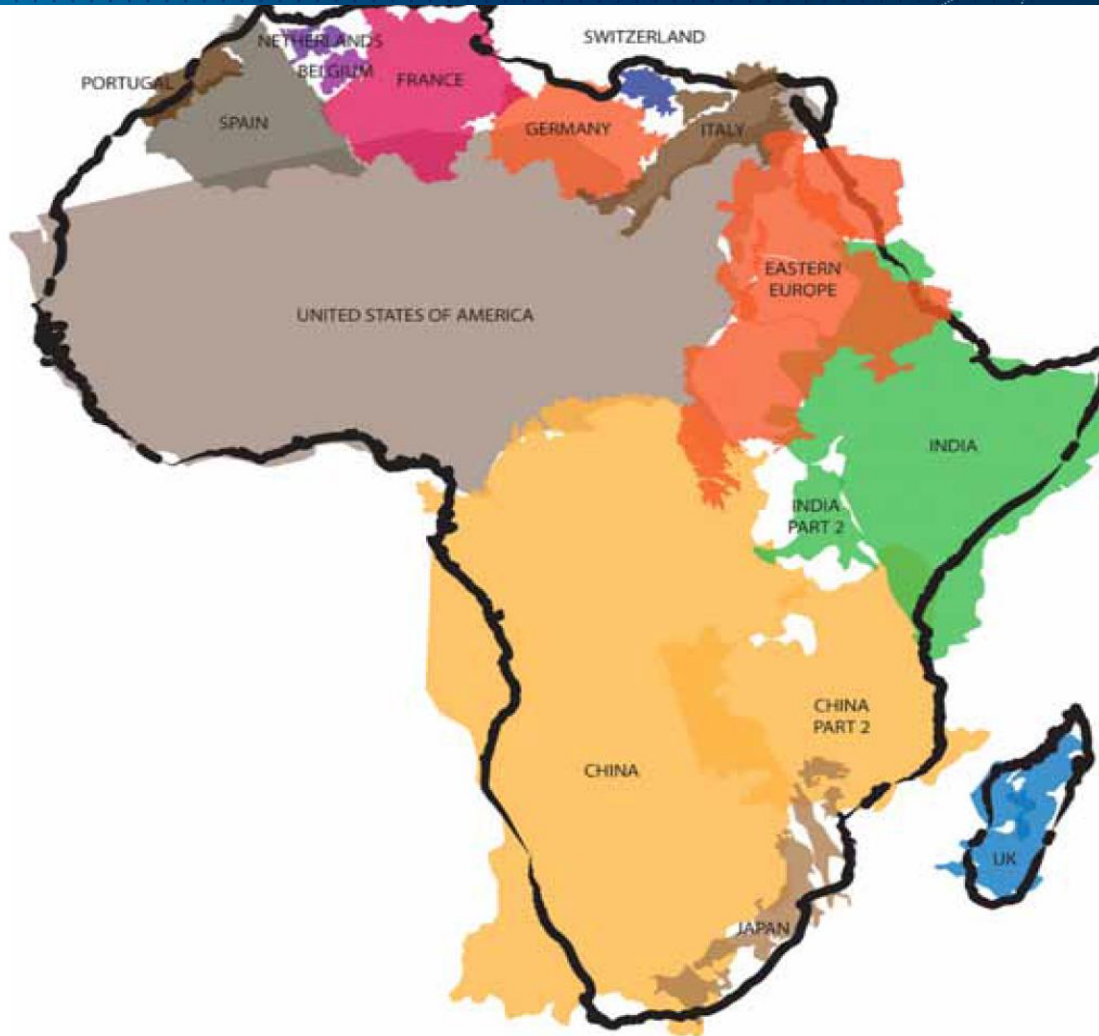 NETHERLANDS
SWITZERLAND
BELGIUM
PORTUGAL
FRANCE
SPAIN
GERMANY
ITALY
EASTERN
EUROPE
UNITED STATES OF AMERICA
INDIA
INDIA
PART 2
CHINA
PART 2
CHINA
UK
JAPAN